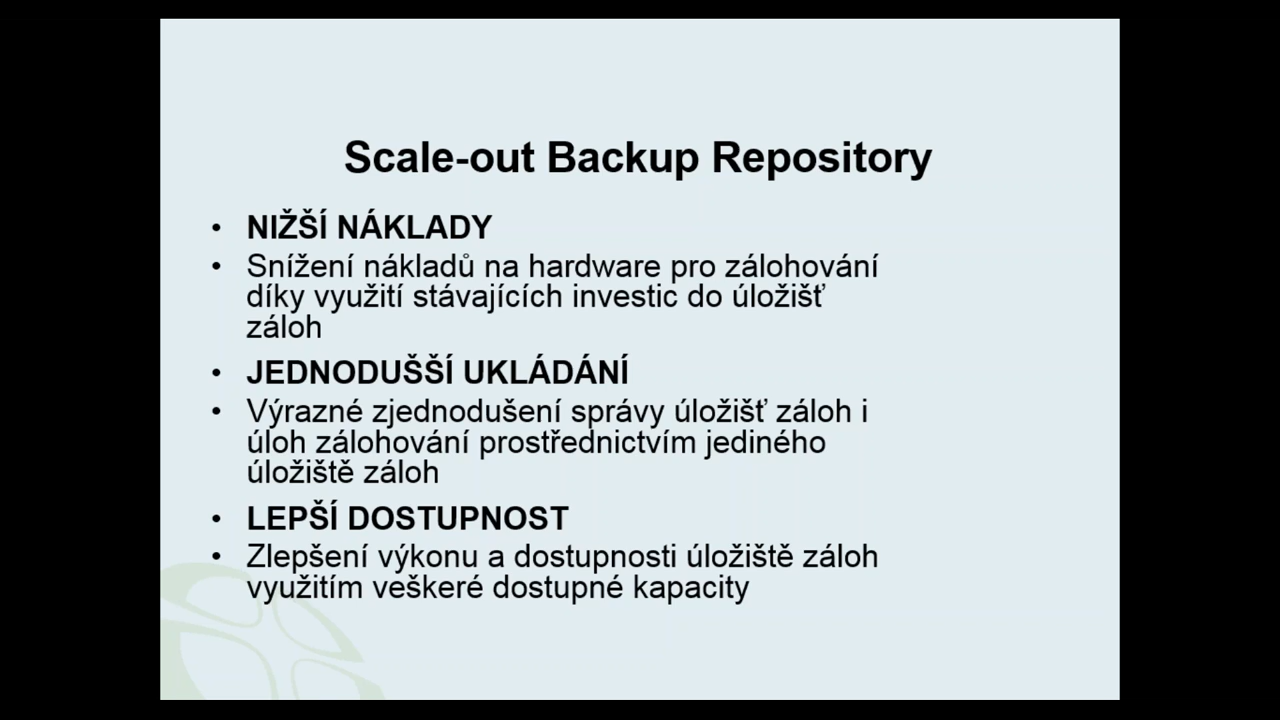 Scale-out Backup Repository
• NIŽŠÍ NÁKLADY
• Snížení nákladů na hardware pro zálohování
díky využití stávajících investic do úložišť
záloh
• JEDNODUŠŠÍ UKLÁDÁNÍ
• Výrazné zjednodušení správy úložišť záloh i
úloh zálohování prostřednictvím jediného
úložiště záloh
• LEPŠÍ DOSTUPNOST
• Zlepšení výkonu a dostupnosti úložiště záloh
využitím veškeré dostupné kapacity